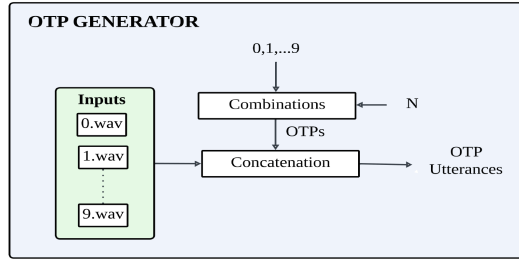 OTP GENERATOR
0,1,...9
Inputs
0.wav
1.wav
9.wav
Combinations
N
OTPs
Concatenation
OTP
Utterances